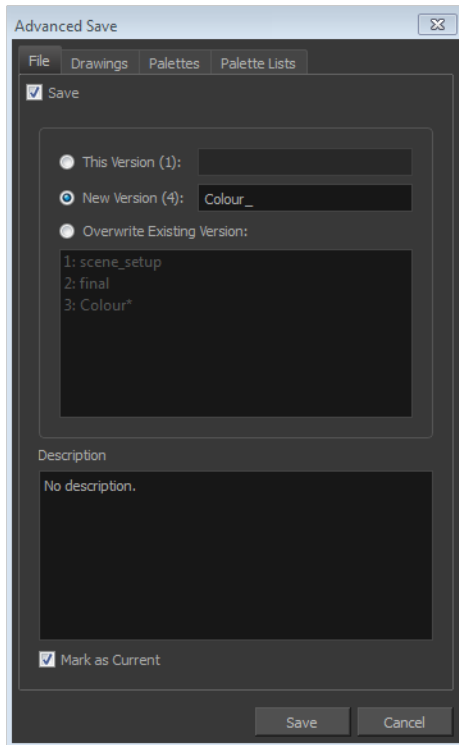 Advanced Save
File Drawings Palettes Palette Lists
Save
This Version (1):
New Version (4): Colour_
Overwrite Existing Version:
1: scene_setup
2: final
3: Colour*
Description
No description.
Mark as Current
Save Cancel